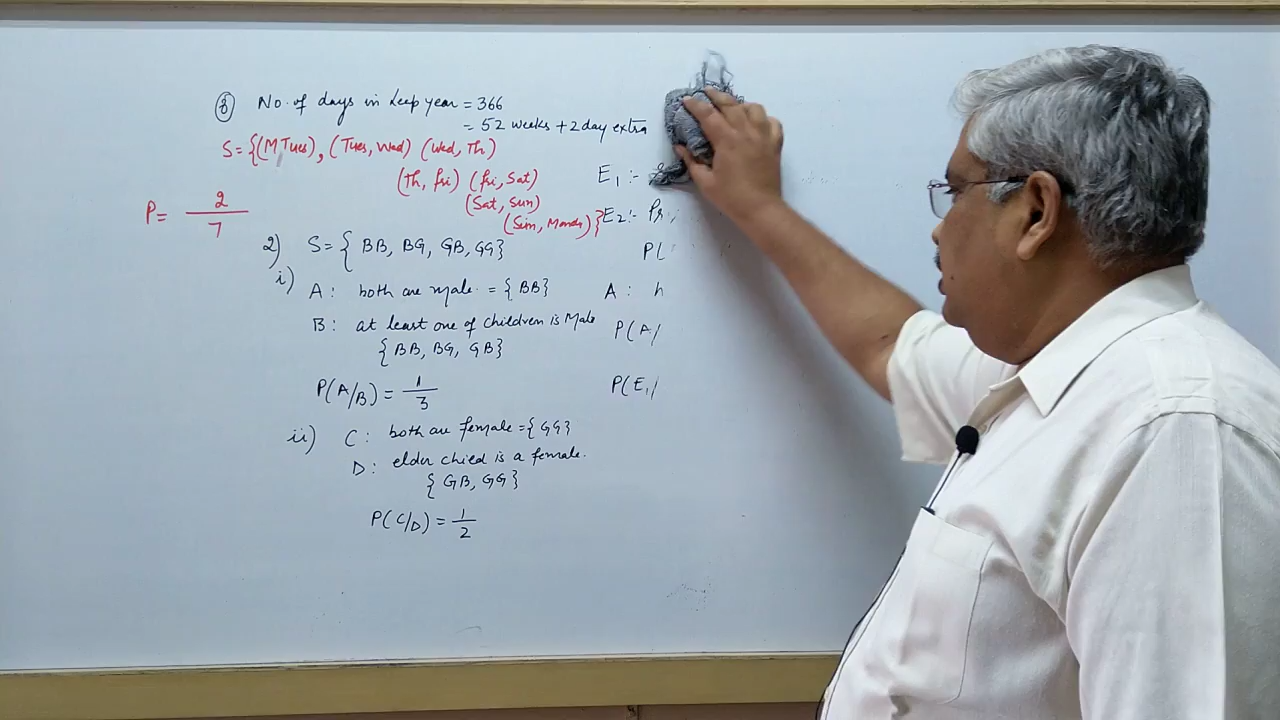 8) No. of days in Leep year = 366
= 52 weeks + 2 day extra
S = {(M, Tues), (Tues, Wed) (Wed, Th)
(Th, fri) (fri, Sat)
(Sat, Sun)
(Sun, Monday)}
P = 2/7
2) S = { BB, BG, GB, GG}
i) A : both are male. = { BB}
B : at least one of children is Male
{ BB, BG, GB}
P(A/B) = 1/3
ii) C : both are female = { GG}
D : elder child is a female.
{ GB, GG}
P(C/D) = 1/2
E1 :-
E2 :- Pr
P(
A : h
P(A/
P(E1/